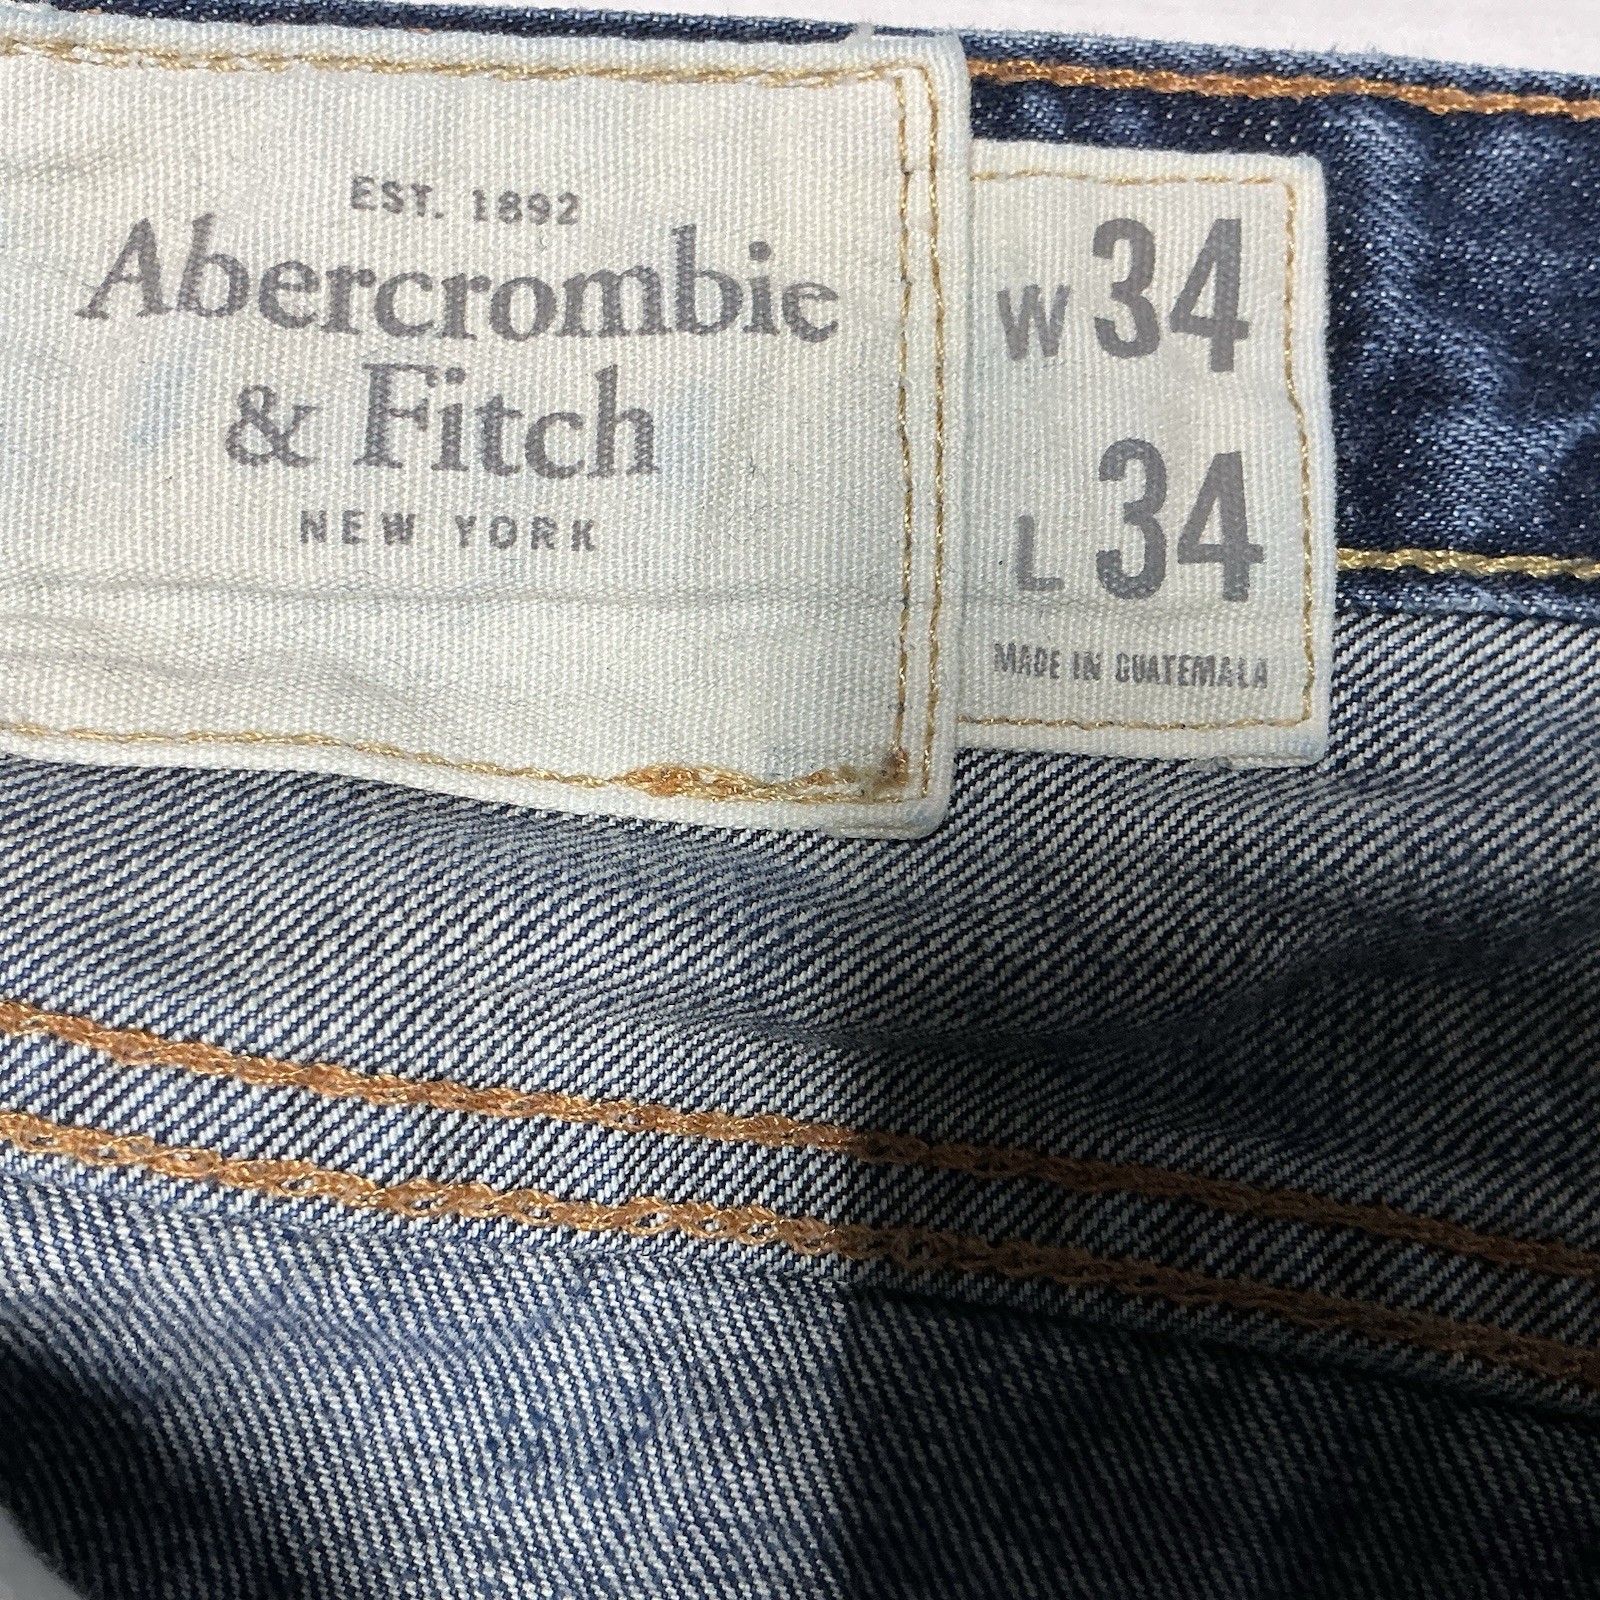 EST. 1892
Abercrombie
& Fitch
NEW YORK
W 34
L 34
MADE IN GUATEMALA